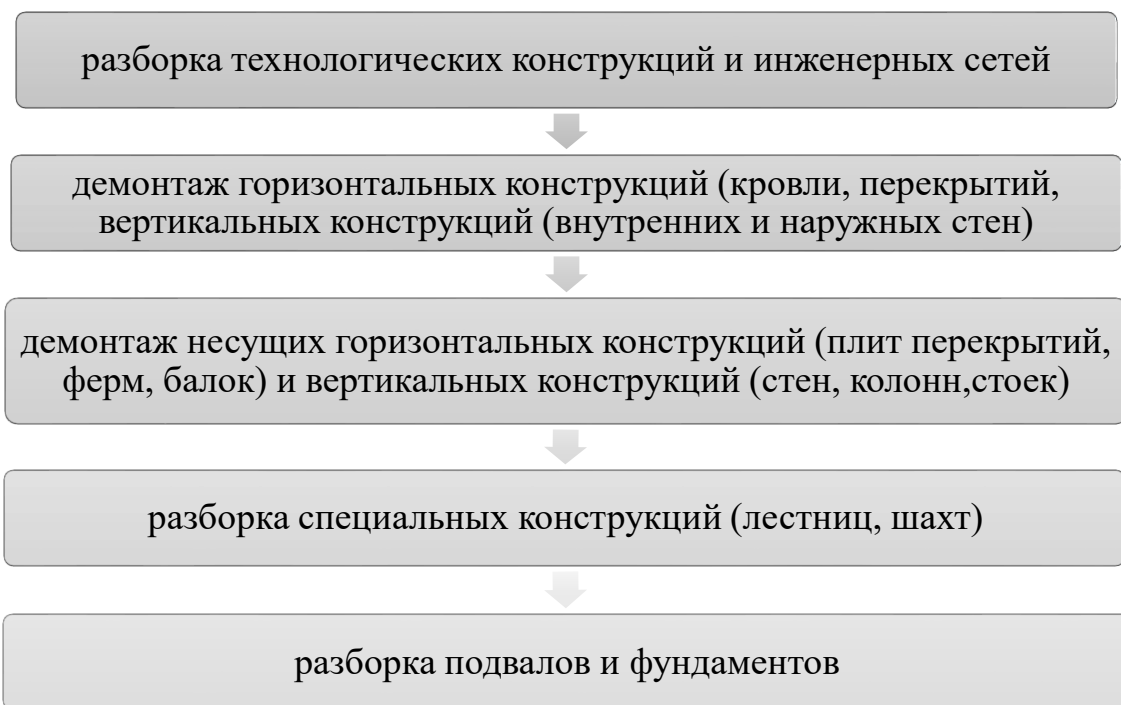 разборка технологических конструкций и инженерных сетей
демонтаж горизонтальных конструкций (кровли, перекрытий,
вертикальных конструкций (внутренних и наружных стен)
демонтаж несущих горизонтальных конструкций (плит перекрытий,
ферм, балок) и вертикальных конструкций (стен, колонн,стоек)
разборка специальных конструкций (лестниц, шахт)
разборка подвалов и фундаментов